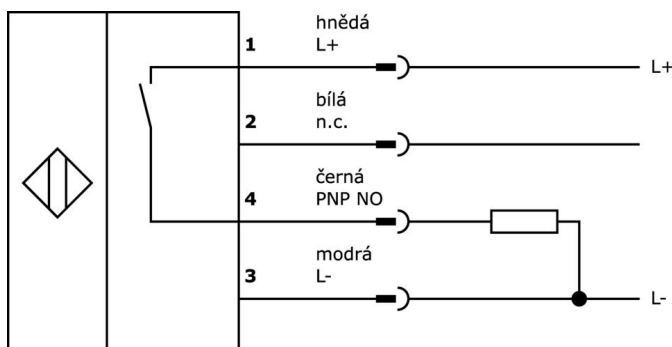 hnědá
1 L+
L+
bílá
2 n.c.
černá
4 PNP NO
modrá
3 L-
L-